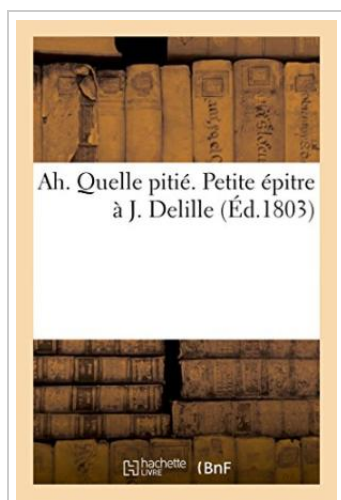 Ah. Quelle pitié. Petite épitre
à J. Delille (Éd.1803)
hachette
LIVRE
(BnF